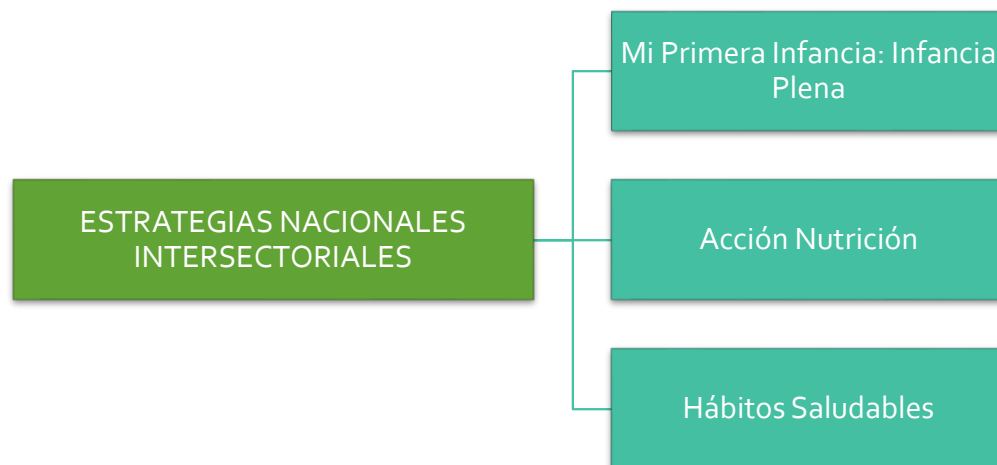 Mi Primera Infancia: Infancia
Plena
ESTRATEGIAS NACIONALES
INTERSECTORIALES
Acción Nutrición
Hábitos Saludables